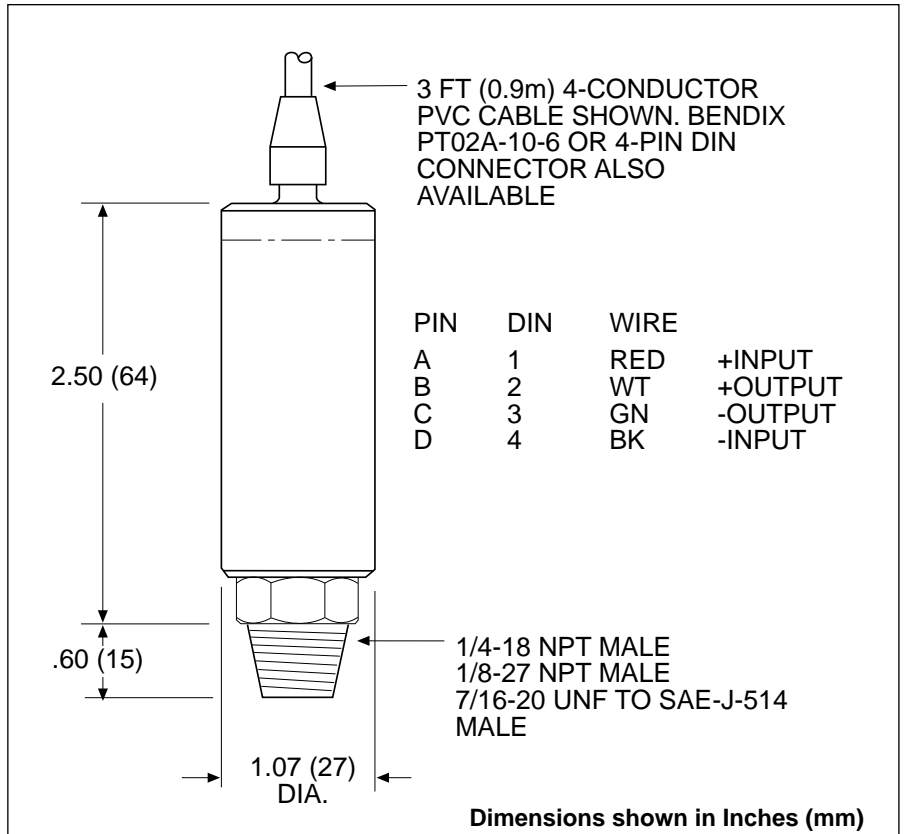 3 FT (0.9m) 4-CONDUCTOR
PVC CABLE SHOWN. BENDIX
PT02A-10-6 OR 4-PIN DIN
CONNECTOR ALSO
AVAILABLE
PIN DIN WIRE
A 1 RED +INPUT
B 2 WT +OUTPUT
C 3 GN -OUTPUT
D 4 BK -INPUT
2.50 (64)
.60 (15)
1/4-18 NPT MALE
1/8-27 NPT MALE
7/16-20 UNF TO SAE-J-514
MALE
1.07 (27)
DIA.
Dimensions shown in Inches (mm)